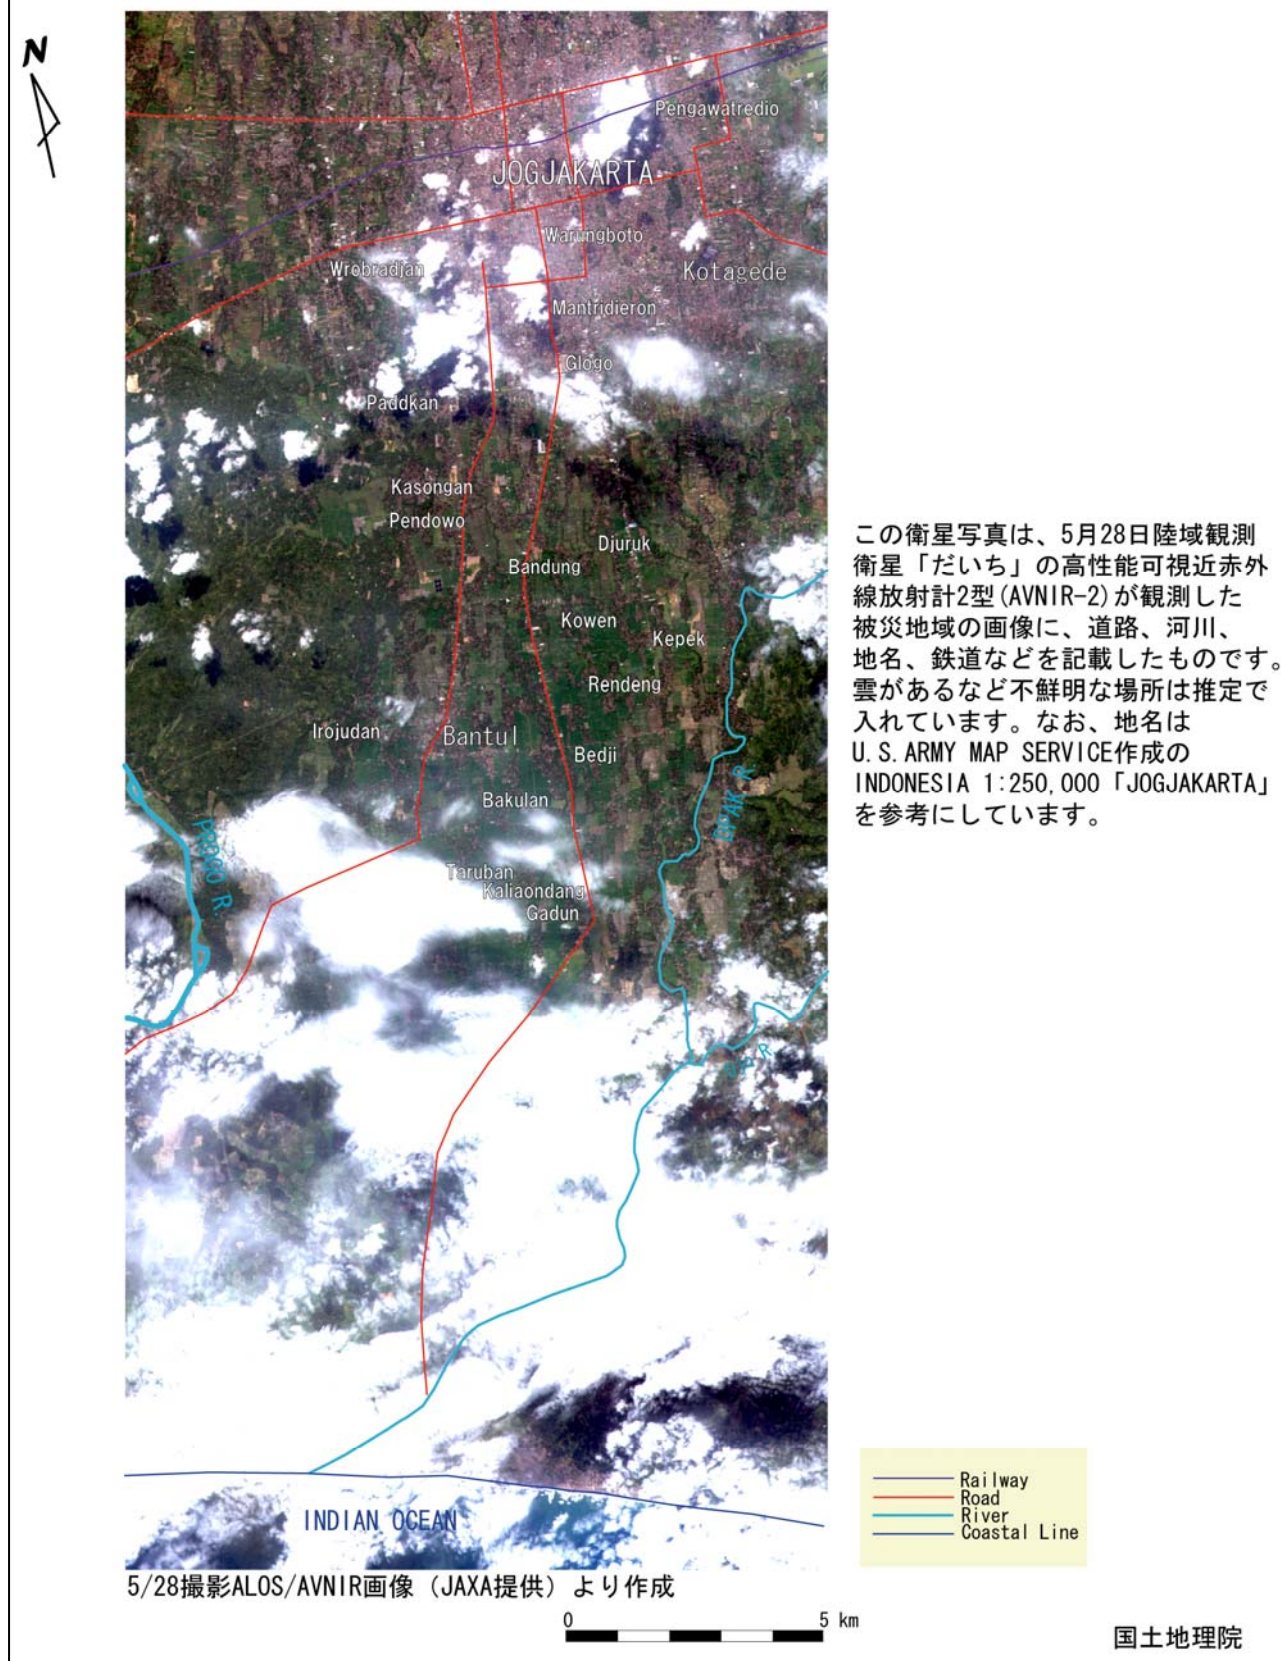 N
Pengawatredio
JOGJAKARTA
Warungboto
Wrobradjan
Kotagede
Mantridieron
Glogo
Paddkan
Kasongan
Pendowo
Djuruk
Bandung
Kowen
Kepek
Rendeng
Irojudan
Bantul
Bedji
Bakulan
OPAK R.
PROGO R.
Taruban
Kaliaondang
Gadun
INDIAN OCEAN
この衛星写真は、5月28日陸域観測
衛星「だいち」の高性能可視近赤外
線放射計2型(AVNIR-2)が観測した
被災地域の画像に、道路、河川、
地名、鉄道などを記載したものです。
雲があるなど不鮮明な場所は推定で
入れています。なお、地名は
U.S.ARMY MAP SERVICE作成の
INDONESIA 1:250,000「JOGJAKARTA」
を参考にしています。
Railway
Road
River
Coastal Line
5/28撮影ALOS/AVNIR画像（JAXA提供）より作成
0 5 km
国土地理院